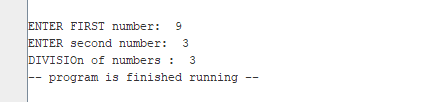 ENTER FIRST number:  9
ENTER second number:  3
DIVISIOn of numbers :  3
-- program is finished running --